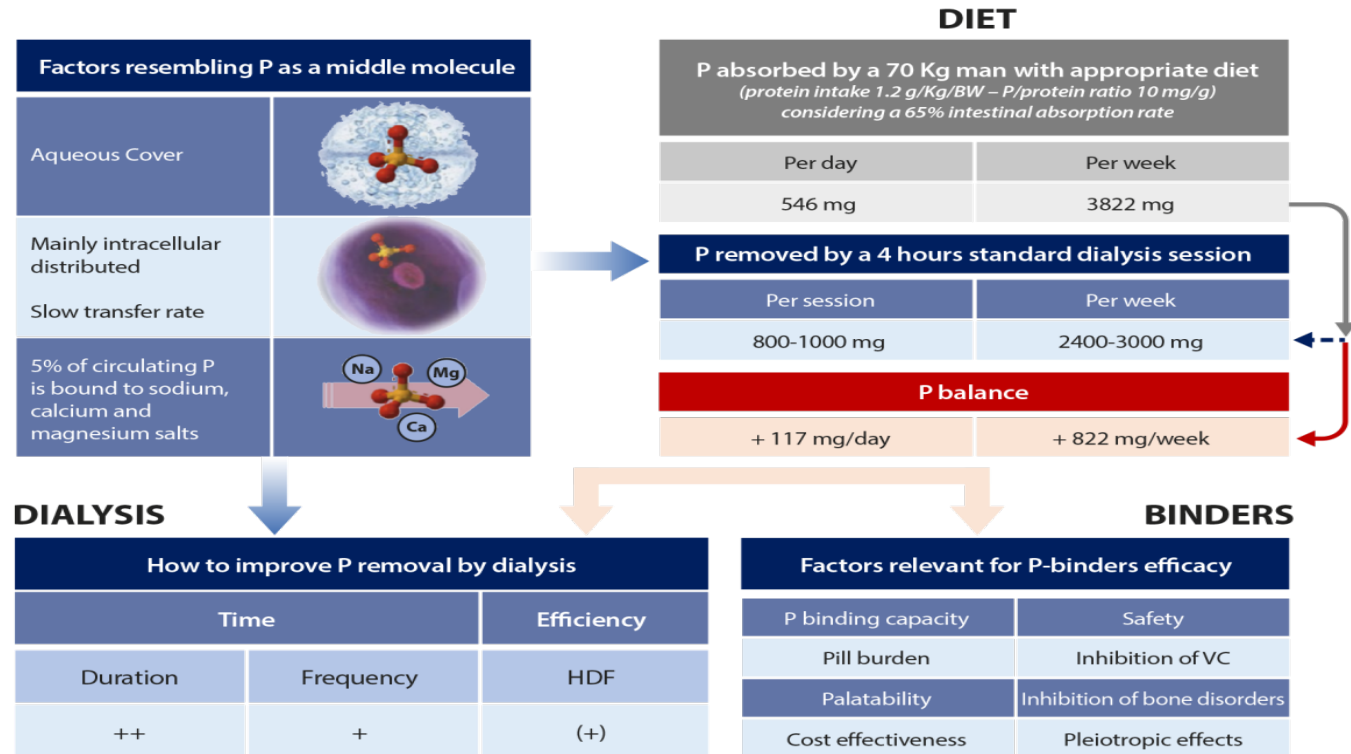 DIET
Factors resembling P as a middle molecule
Aqueous Cover
Mainly intracellular
distributed
Slow transfer rate
5% of circulating P
is bound to sodium,
calcium and
magnesium salts
Na
Mg
Ca
P absorbed by a 70 Kg man with appropriate diet
(protein intake 1.2 g/Kg/BW – P/protein ratio 10 mg/g)
considering a 65% intestinal absorption rate
Per day
Per week
546 mg
3822 mg
P removed by a 4 hours standard dialysis session
Per session
Per week
800-1000 mg
2400-3000 mg
P balance
+ 117 mg/day
+ 822 mg/week
DIALYSIS
How to improve P removal by dialysis
Time
Efficiency
Duration
Frequency
HDF
++
+
(+)
BINDERS
Factors relevant for P-binders efficacy
P binding capacity
Safety
Pill burden
Inhibition of VC
Palatability
Inhibition of bone disorders
Cost effectiveness
Pleiotropic effects